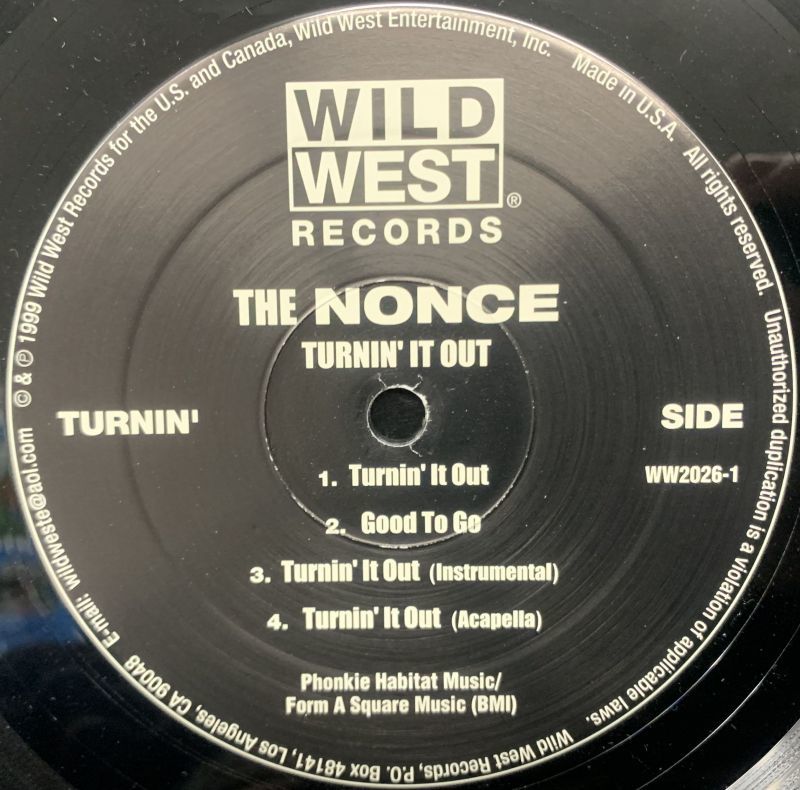 WILD
WEST®
RECORDS
THE NONCE
TURNIN' IT OUT
TURNIN'
SIDE
WW2026-1
1. Turnin' It Out
2. Good To Go
3. Turnin' It Out (Instrumental)
4. Turnin' It Out (Acapella)
Phonkie Habitat Music/
Form A Square Music (BMI)
© & ℗ 1999 Wild West Records for the U.S. and Canada, Wild West Entertainment, Inc. Made in U.S.A. All rights reserved. Unauthorized duplication is a violation of applicable laws.
Wild West Records, P.O. Box 48141, Los Angeles, CA 90048 E-mail: wildweste@aol.com